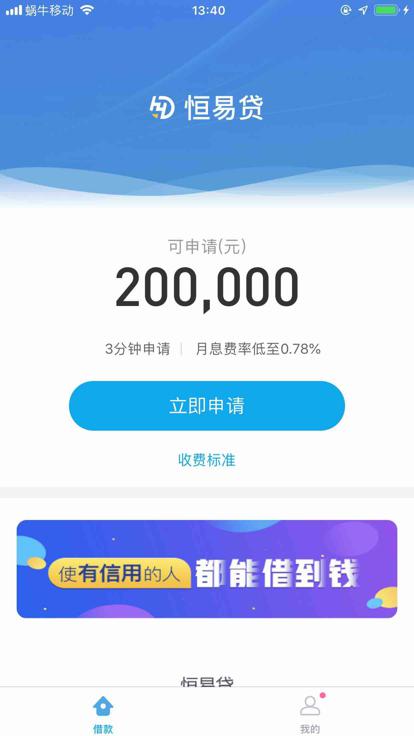 蜗牛移动
13:40
恒易贷
可申请(元)
200,000
3分钟申请 | 月息费率低至0.78%
立即申请
收费标准
使有信用的人 都能借到钱
恒易贷
借款
我的